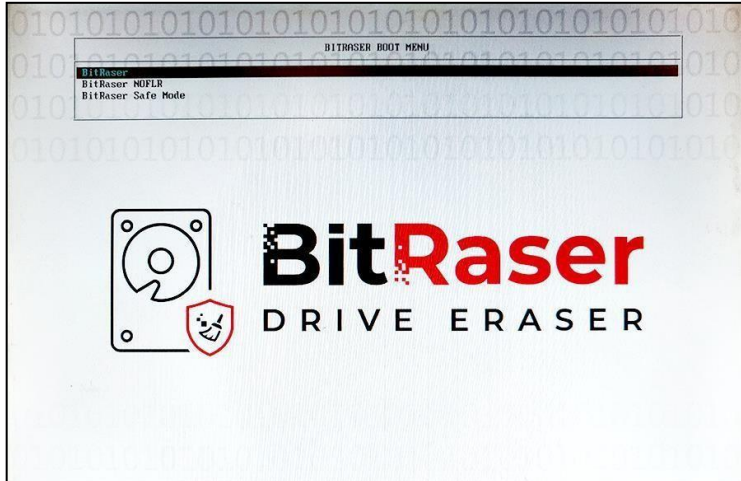 BITRASER BOOT MENU
BitRaser
BitRaser NOFLR
BitRaser Safe Mode
BitRaser
DRIVE ERASER